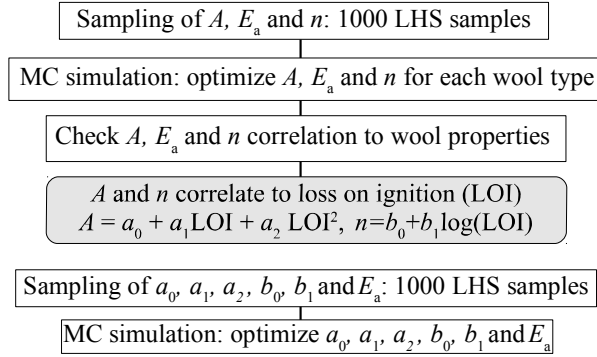 Sampling of A, Eₐ and n: 1000 LHS samples
MC simulation: optimize A, Eₐ and n for each wool type
Check A, Eₐ and n correlation to wool properties
A and n correlate to loss on ignition (LOI)
A = a₀ + a₁LOI + a₂ LOI², n=b₀+b₁log(LOI)
Sampling of a₀, a₁, a₂, b₀, b₁ and Eₐ: 1000 LHS samples
MC simulation: optimize a₀, a₁, a₂, b₀, b₁ and Eₐ